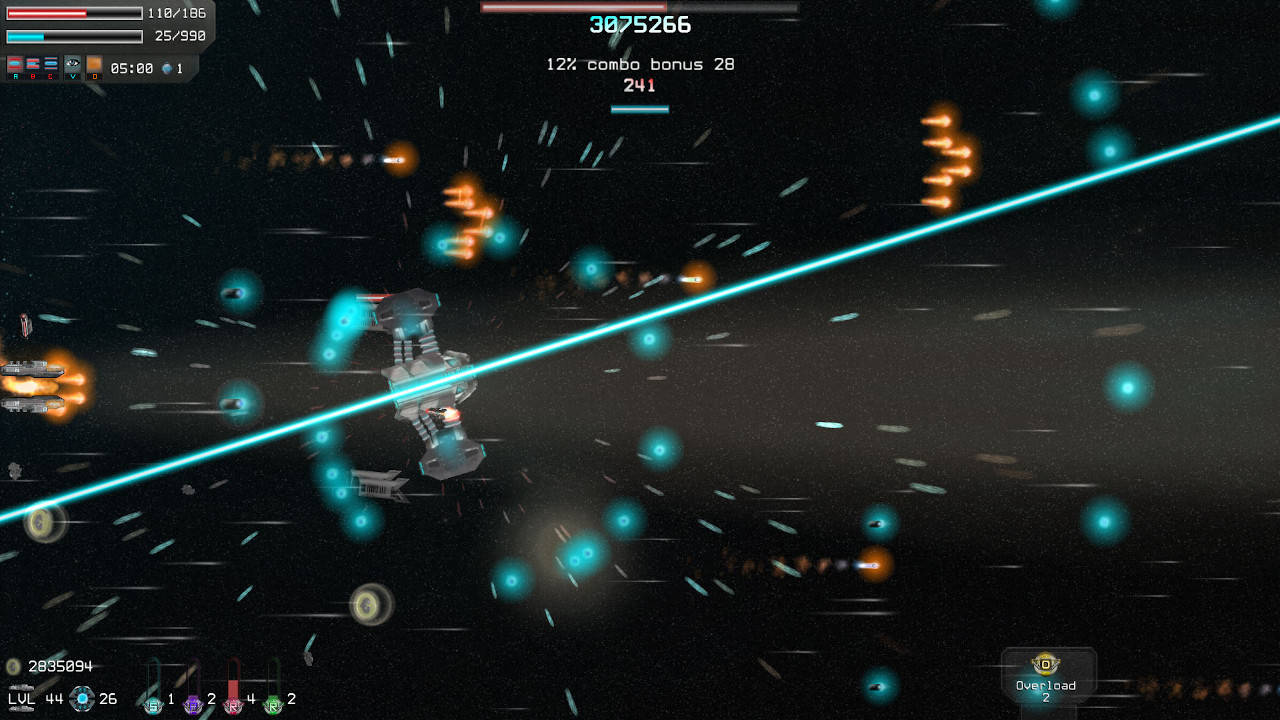 110/186
25/990
A B C V D
05:00 1
3075266
12% combo bonus 28
241
2835094
LVL 44 26
S 1 2 R 4 R 2
D
Overload
2